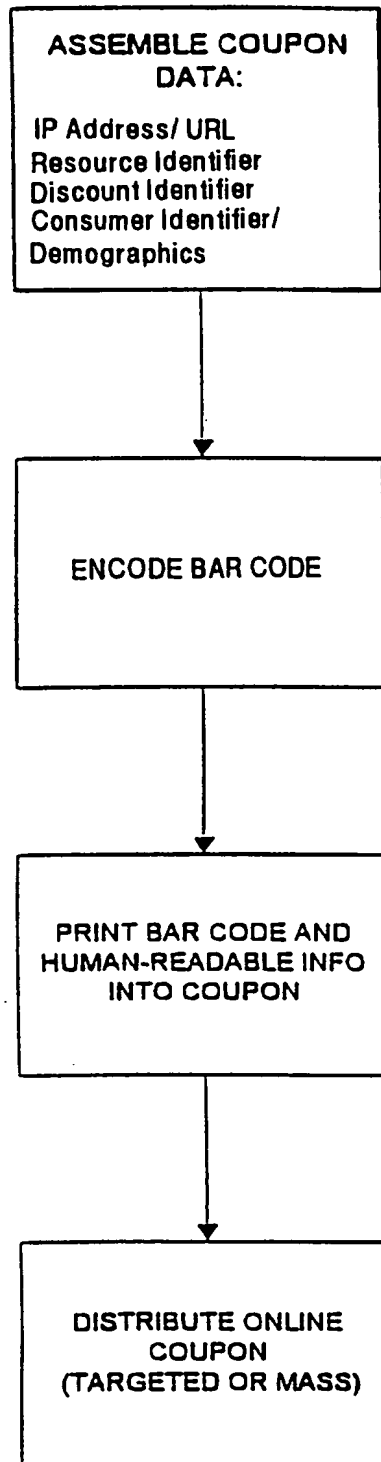 ASSEMBLE COUPON
DATA:
IP Address/ URL
Resource Identifier
Discount Identifier
Consumer Identifier/
Demographics
ENCODE BAR CODE
PRINT BAR CODE AND
HUMAN-READABLE INFO
INTO COUPON
DISTRIBUTE ONLINE
COUPON
(TARGETED OR MASS)